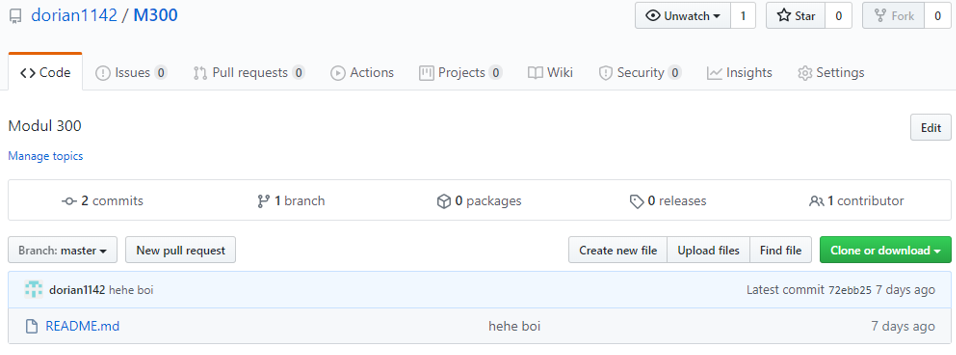 dorian1142 / M300 Unwatch 1 Star 0 Fork 0
Code Issues 0 Pull requests 0 Actions Projects 0 Wiki Security 0 Insights Settings
Modul 300 Edit
Manage topics
2 commits 1 branch 0 packages 0 releases 1 contributor
Branch: master New pull request Create new file Upload files Find file Clone or download
dorian1142 hehe boi Latest commit 72ebb25 7 days ago
README.md hehe boi 7 days ago